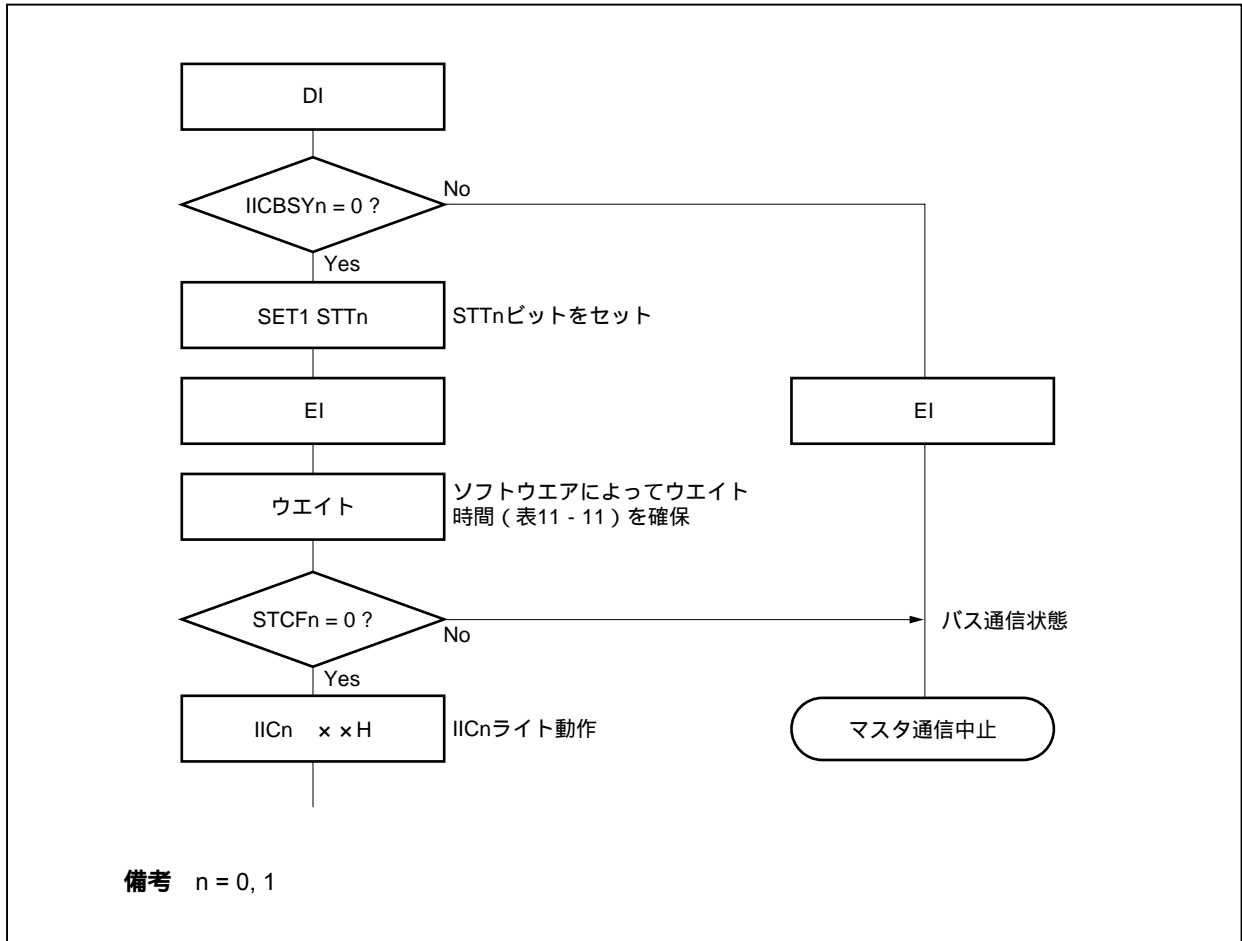 DI
IICBSYn = 0 ?
No
Yes
SET1 STTn
STTnビットをセット
EI
EI
ウエイト
ソフトウエアによってウエイト
時間（表11 - 11）を確保
STCFn = 0 ?
No
バス通信状態
Yes
IICn　× × H
IICnライト動作
マスタ通信中止
備考　n = 0, 1